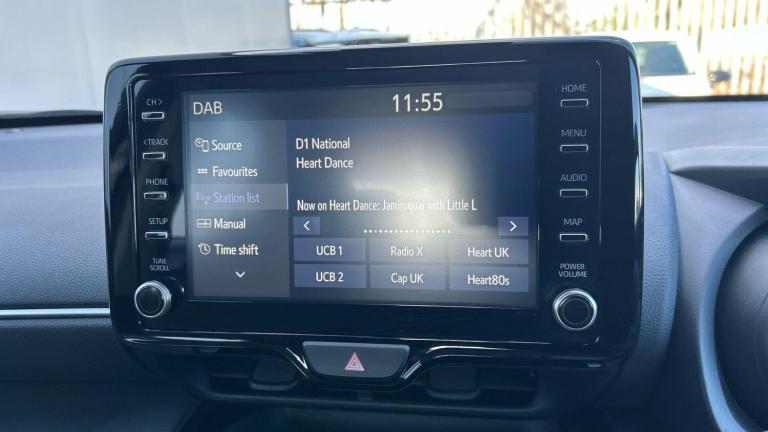 DAB 11:55
CH >
< TRACK
PHONE
SETUP
TUNE
SCROLL
Source
Favourites
Station list
Manual
Time shift
D1 National
Heart Dance
Now on Heart Dance: Jamiroquai with Little L
UCB 1 Radio X Heart UK
UCB 2 Cap UK Heart80s
HOME
MENU
AUDIO
MAP
POWER
VOLUME